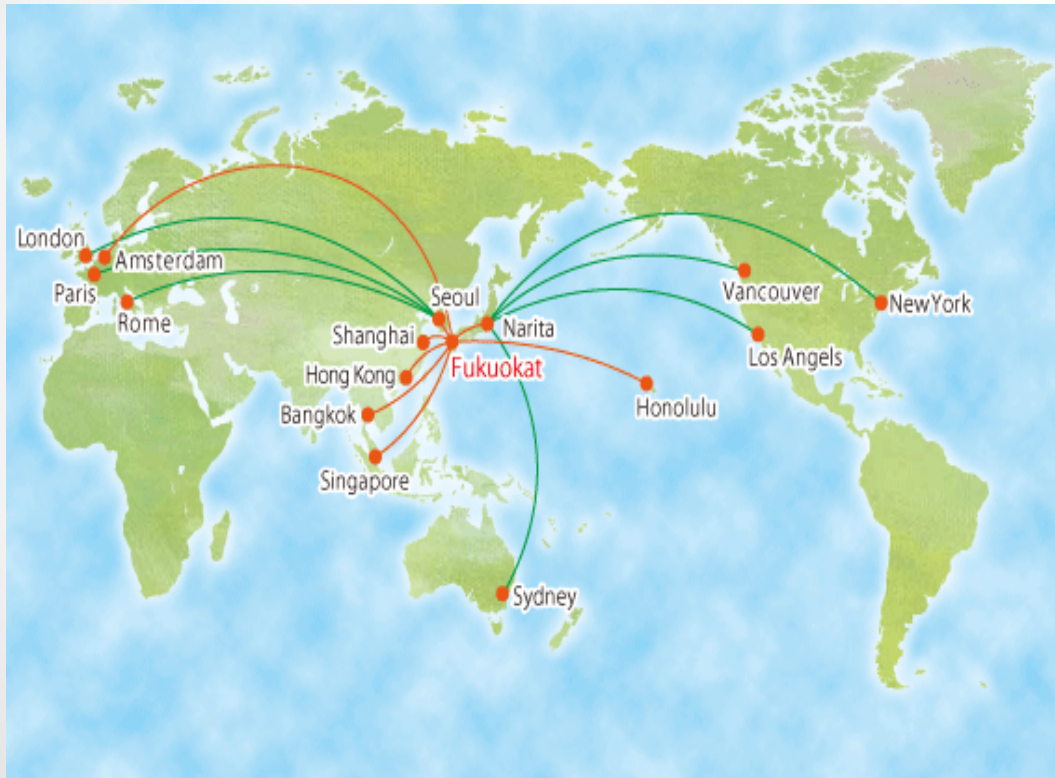 London
Amsterdam
Paris
Rome
Seoul
Shanghai
Narita
Fukuokat
Hong Kong
Bangkok
Singapore
Honolulu
Vancouver
NewYork
Los Angels
Sydney